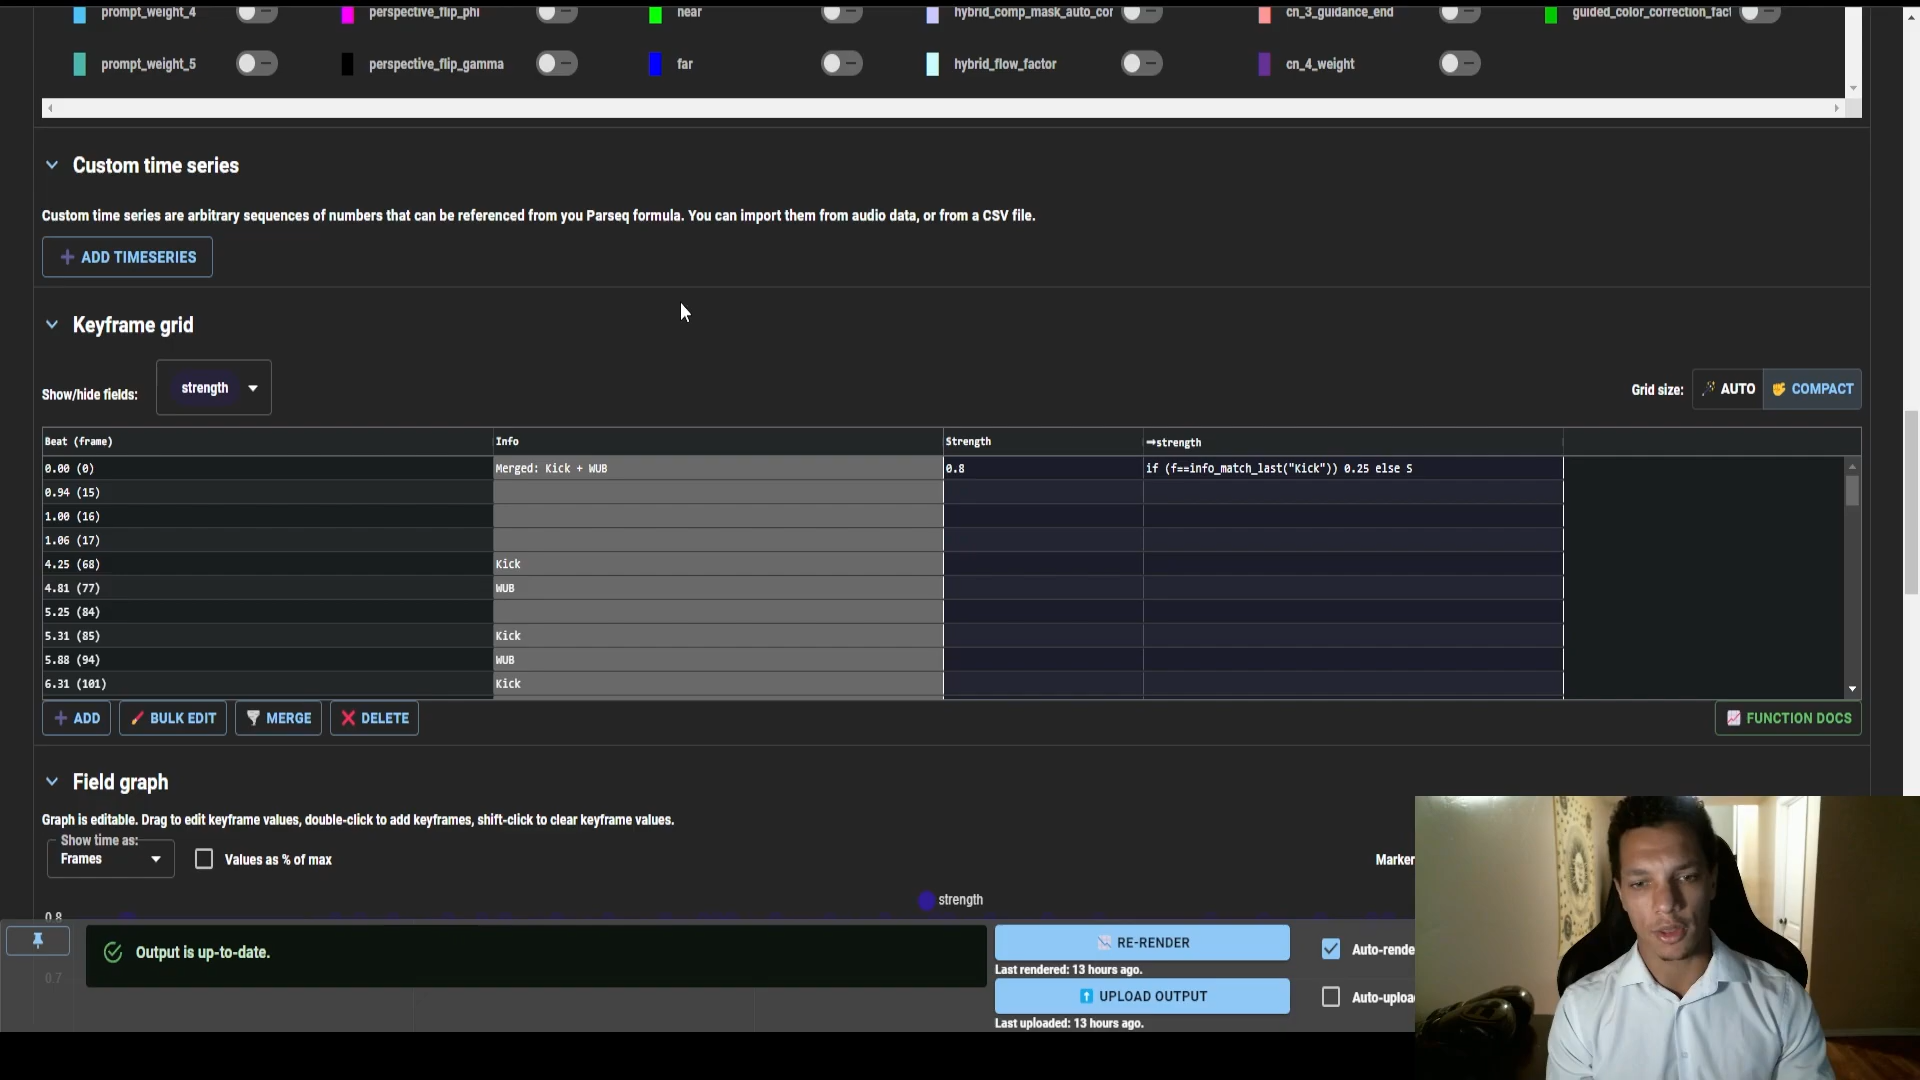 prompt_weight_4 perspective_flip_phi near hybrid_comp_mask_auto_cor cn_3_guidance_end guided_color_correction_fact
prompt_weight_5 perspective_flip_gamma far hybrid_flow_factor cn_4_weight
Custom time series
Custom time series are arbitrary sequences of numbers that can be referenced from you Parseq formula. You can import them from audio data, or from a CSV file.
ADD TIMESERIES
Keyframe grid
Show/hide fields: strength Grid size: AUTO COMPACT
Beat (frame) Info Strength →strength
0.00 (0) Merged: Kick + WUB 0.8 if (f==info_match_last("Kick")) 0.25 else S
0.94 (15)
1.00 (16)
1.06 (17)
4.25 (68) Kick
4.81 (77) WUB
5.25 (84)
5.31 (85) Kick
5.88 (94) WUB
6.31 (101) Kick
ADD BULK EDIT MERGE DELETE FUNCTION DOCS
Field graph
Graph is editable. Drag to edit keyframe values, double-click to add keyframes, shift-click to clear keyframe values.
Show time as:
Frames Values as % of max Marker
strength
0.8
Output is up-to-date. RE-RENDER Auto-rende
Last rendered: 13 hours ago.
0.7
UPLOAD OUTPUT Auto-uploa
Last uploaded: 13 hours ago.